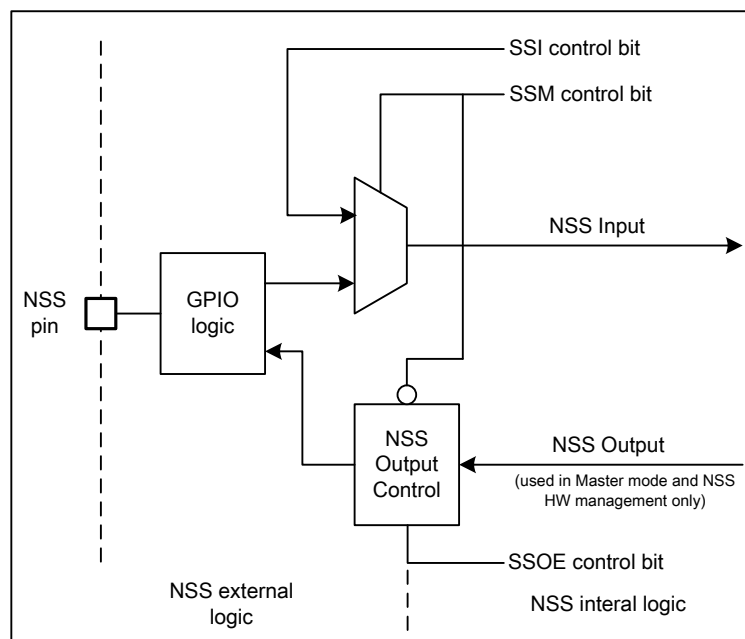 SSI control bit
SSM control bit
NSS Input
NSS
pin
GPIO
logic
NSS
Output
Control
NSS Output
(used in Master mode and NSS
HW management only)
SSOE control bit
NSS external
logic
NSS interal logic